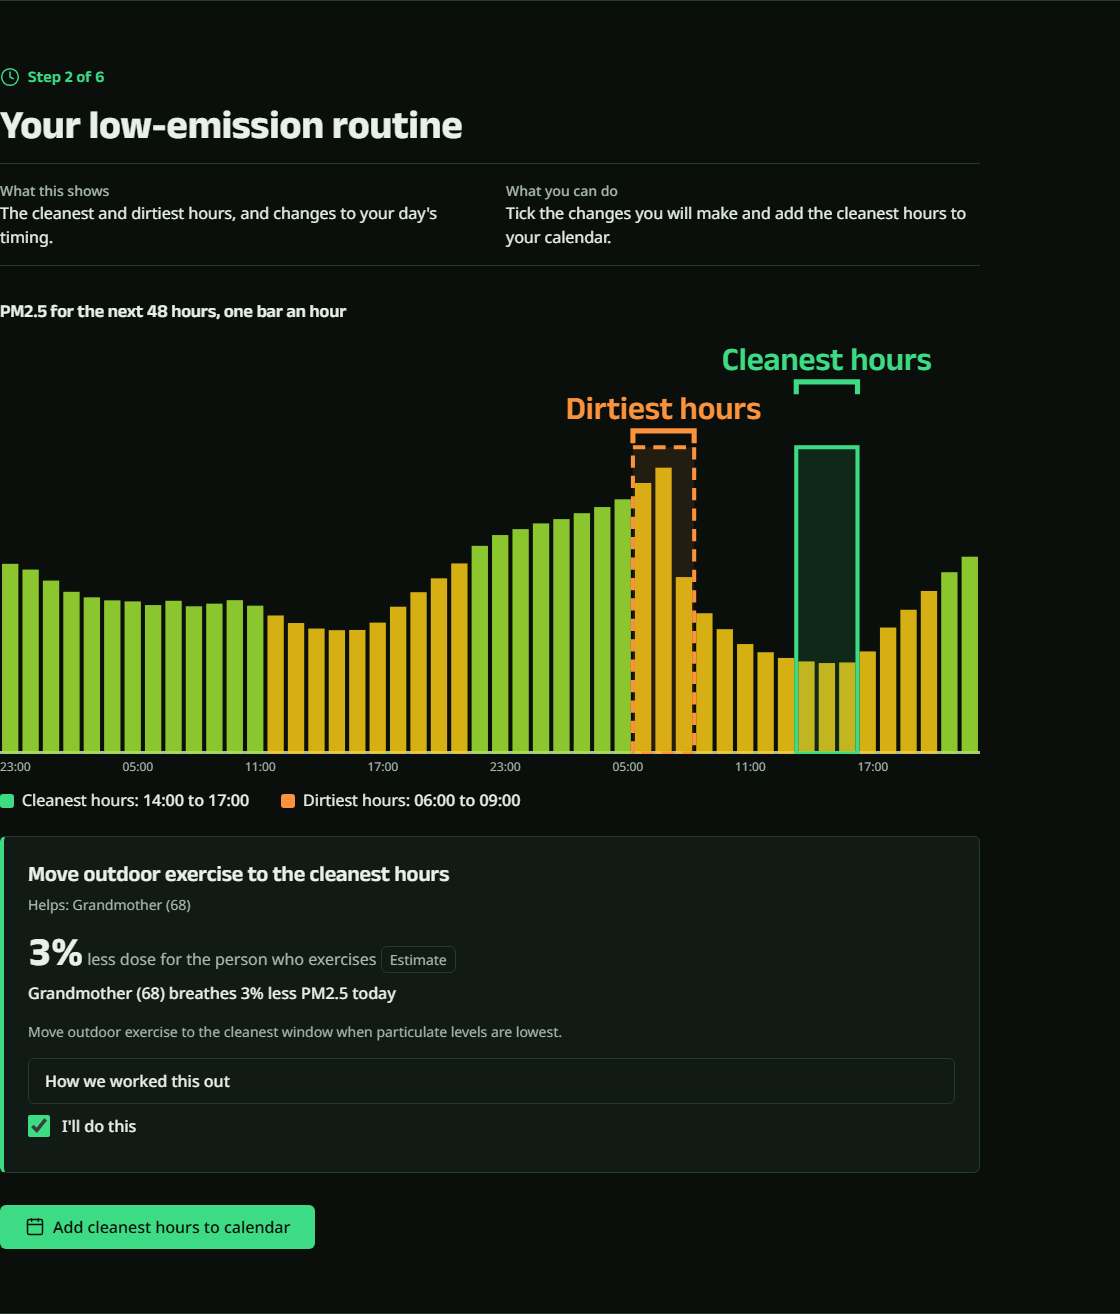 Step 2 of 6
Your low-emission routine
What this shows
The cleanest and dirtiest hours, and changes to your day's
timing.
What you can do
Tick the changes you will make and add the cleanest hours to
your calendar.
PM2.5 for the next 48 hours, one bar an hour
Cleanest hours
Dirtiest hours
23:00 05:00 11:00 17:00 23:00 05:00 11:00 17:00
Cleanest hours: 14:00 to 17:00 Dirtiest hours: 06:00 to 09:00
Move outdoor exercise to the cleanest hours
Helps: Grandmother (68)
3% less dose for the person who exercises Estimate
Grandmother (68) breathes 3% less PM2.5 today
Move outdoor exercise to the cleanest window when particulate levels are lowest.
How we worked this out
I'll do this
Add cleanest hours to calendar